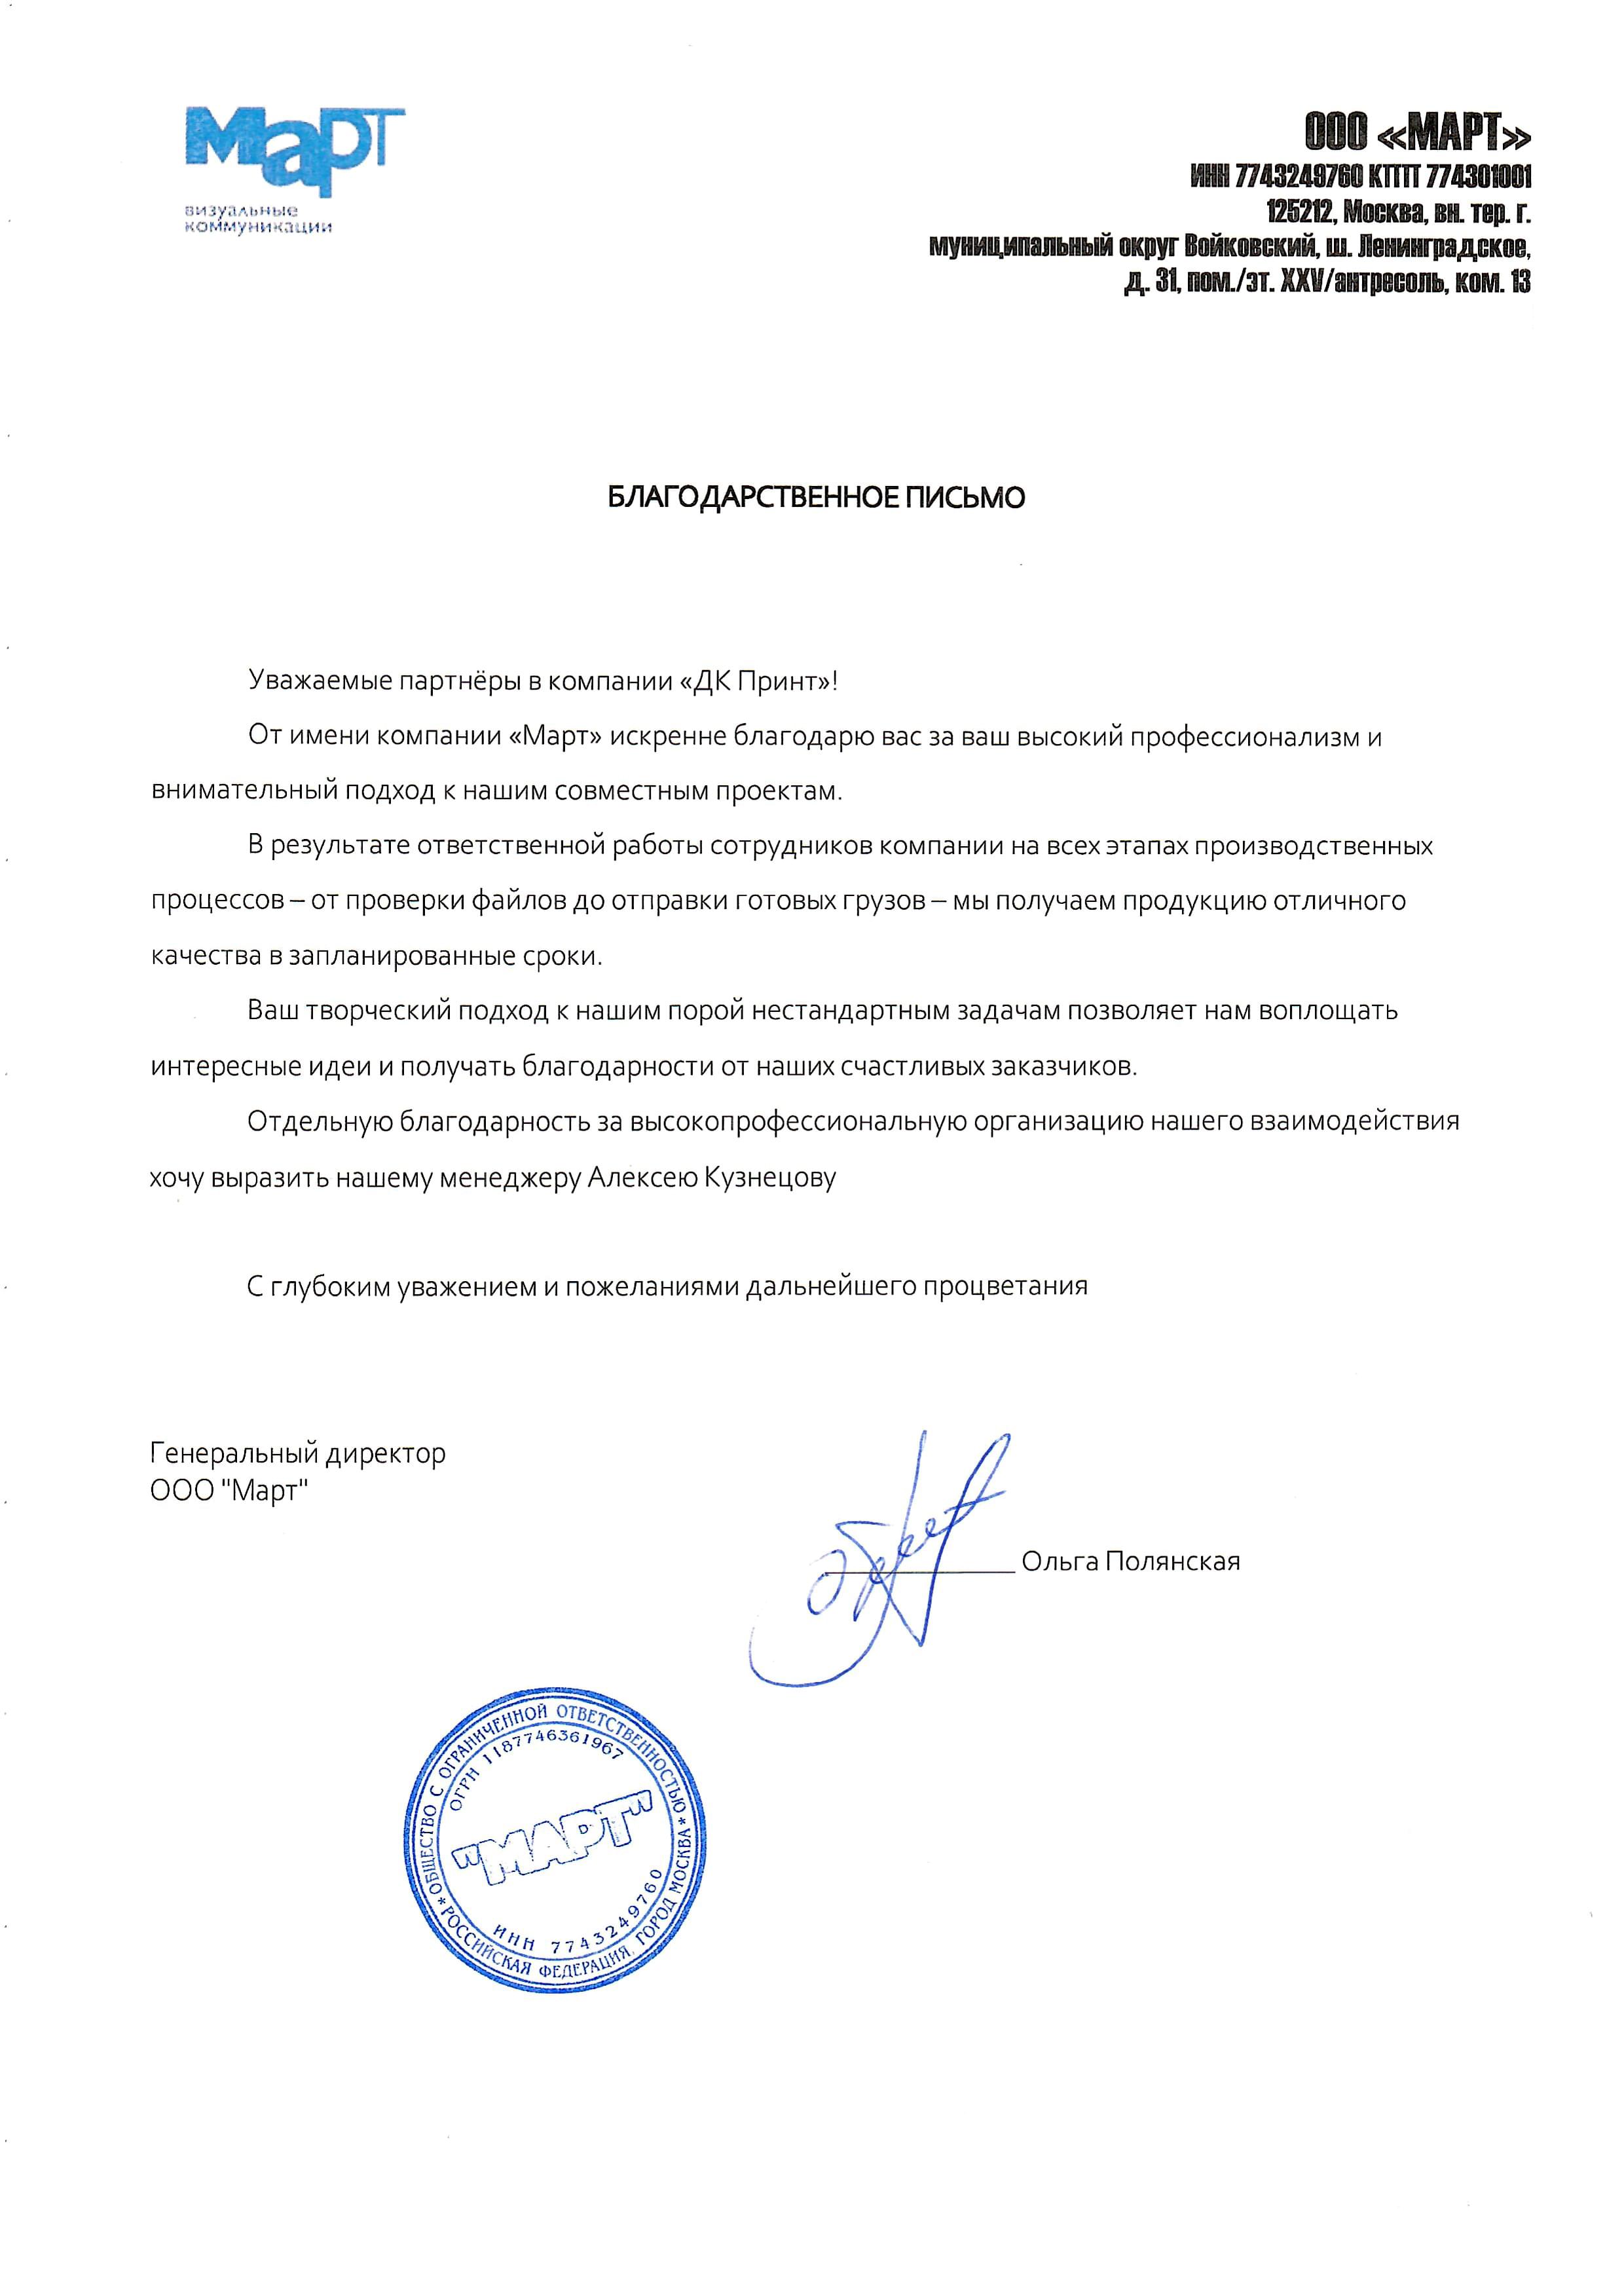 Март
визуальные
коммуникации
ООО «МАРТ»
ИНН 7743249760 КПП 774301001
125212, Москва, вн. тер. г.
муниципальный округ Войковский, ш. Ленинградское,
д. 31, пом./эт. XXV/антресоль, ком. 13
БЛАГОДАРСТВЕННОЕ ПИСЬМО
Уважаемые партнёры в компании «ДК Принт»!
От имени компании «Март» искренне благодарю вас за ваш высокий профессионализм и
внимательный подход к нашим совместным проектам.
В результате ответственной работы сотрудников компании на всех этапах производственных
процессов – от проверки файлов до отправки готовых грузов – мы получаем продукцию отличного
качества в запланированные сроки.
Ваш творческий подход к нашим порой нестандартным задачам позволяет нам воплощать
интересные идеи и получать благодарности от наших счастливых заказчиков.
Отдельную благодарность за высокопрофессиональную организацию нашего взаимодействия
хочу выразить нашему менеджеру Алексею Кузнецову
С глубоким уважением и пожеланиями дальнейшего процветания
Генеральный директор
ООО "Март"
Ольга Полянская
ОБЩЕСТВО С ОГРАНИЧЕННОЙ ОТВЕТСТВЕННОСТЬЮ
* РОССИЙСКАЯ ФЕДЕРАЦИЯ, ГОРОД МОСКВА *
ОГРН 1187746361967
"МАРТ"
ИНН 7743249760